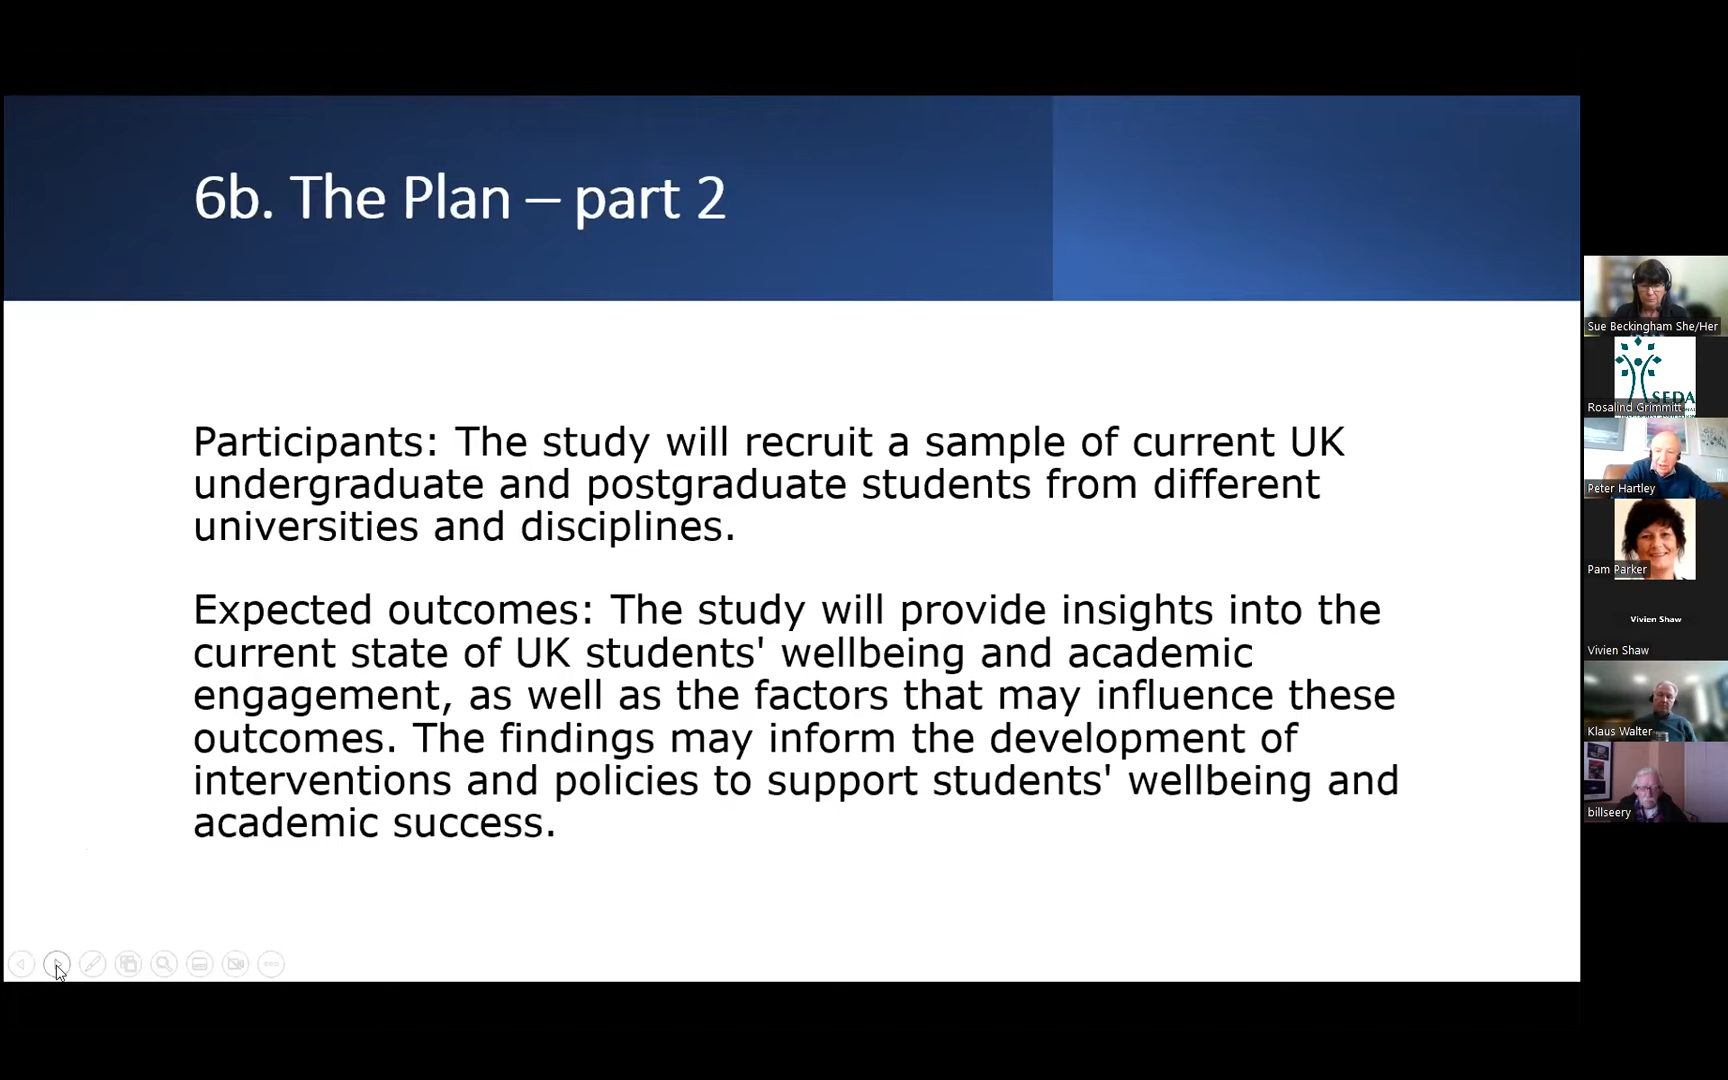 6b. The Plan – part 2
Participants: The study will recruit a sample of current UK
undergraduate and postgraduate students from different
universities and disciplines.
Expected outcomes: The study will provide insights into the
current state of UK students' wellbeing and academic
engagement, as well as the factors that may influence these
outcomes. The findings may inform the development of
interventions and policies to support students' wellbeing and
academic success.
Sue Beckingham She/Her
SEDA
Rosalind Grimmitt
Peter Hartley
Pam Parker
Vivien Shaw
Vivien Shaw
Klaus Walter
billseery